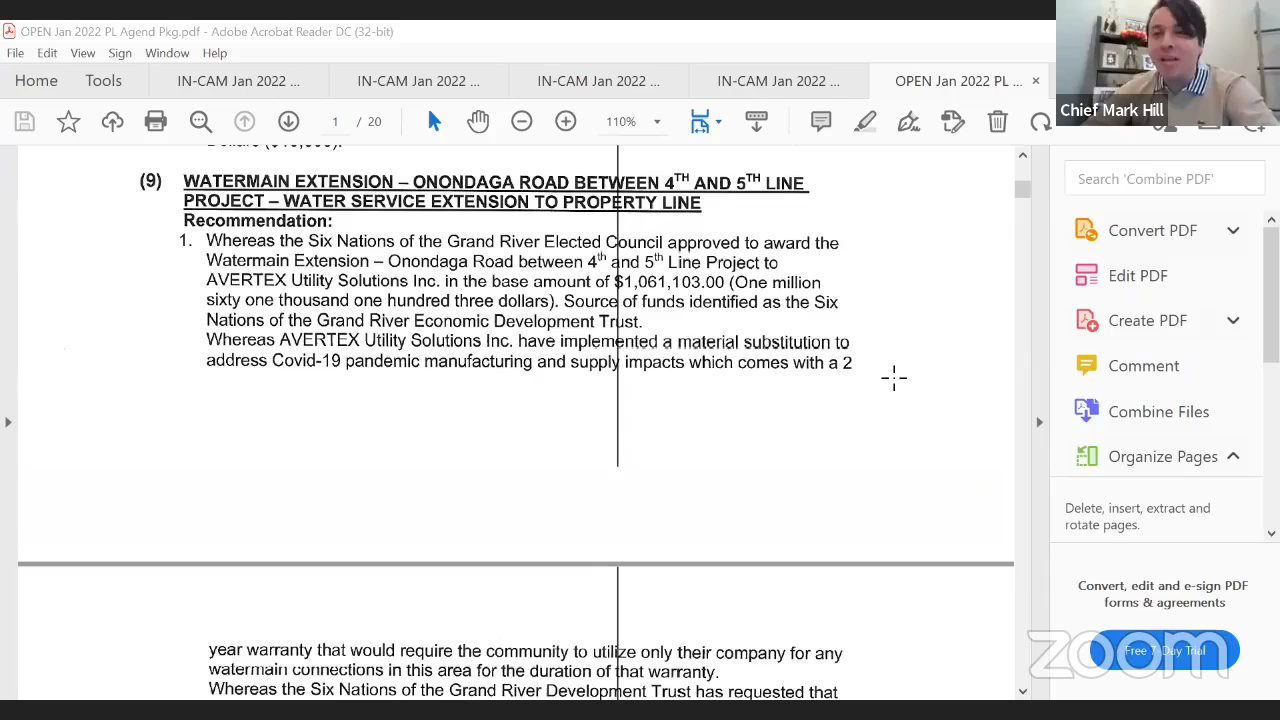 OPEN Jan 2022 PL Agend Pkg.pdf - Adobe Acrobat Reader DC (32-bit)
File Edit View Sign Window Help
Home Tools IN-CAM Jan 2022 ... IN-CAM Jan 2022 ... IN-CAM Jan 2022 ... IN-CAM Jan 2022 ... OPEN Jan 2022 PL ... ×
Chief Mark Hill
1 / 20 110%
(9) WATERMAIN EXTENSION – ONONDAGA ROAD BETWEEN 4TH AND 5TH LINE
PROJECT – WATER SERVICE EXTENSION TO PROPERTY LINE
Recommendation:
1. Whereas the Six Nations of the Grand River Elected Council approved to award the
Watermain Extension – Onondaga Road between 4th and 5th Line Project to
AVERTEX Utility Solutions Inc. in the base amount of $1,061,103.00 (One million
sixty one thousand one hundred three dollars). Source of funds identified as the Six
Nations of the Grand River Economic Development Trust.
Whereas AVERTEX Utility Solutions Inc. have implemented a material substitution to
address Covid-19 pandemic manufacturing and supply impacts which comes with a 2
year warranty that would require the community to utilize only their company for any
watermain connections in this area for the duration of that warranty.
Whereas the Six Nations of the Grand River Development Trust has requested that
Search 'Combine PDF'
Convert PDF
Edit PDF
Create PDF
Comment
Combine Files
Organize Pages
Delete, insert, extract and
rotate pages.
Convert, edit and e-sign PDF
forms & agreements
Free 7-Day Trial
zoom